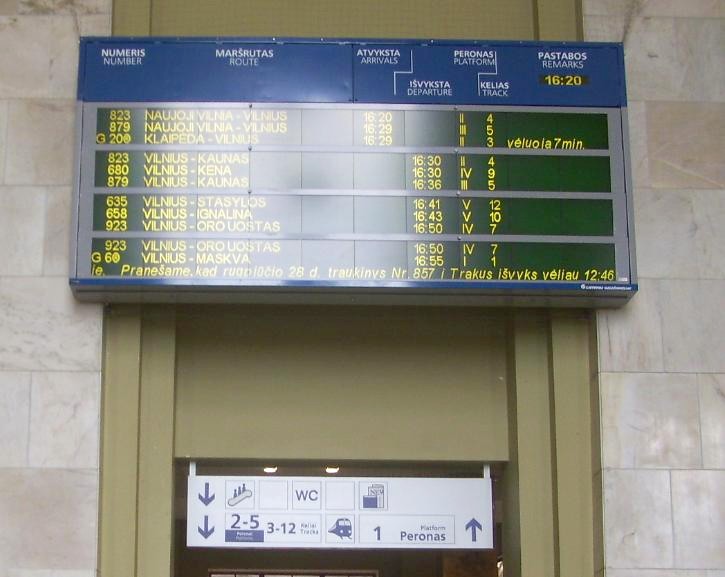 NUMERIS MARŠRUTAS ATVYKSTA PERONAS PASTABOS
NUMBER ROUTE ARRIVALS PLATFORM REMARKS
IŠVYKSTA KELIAS 16:20
DEPARTURE TRACK
823 NAUJOJI VILNIA - VILNIUS 16:20 II 4
879 NAUJOJI VILNIA - VILNIUS 16:29 III 5
G 200 KLAIPĖDA - VILNIUS 16:29 II 3 vėluoja 7 min.
823 VILNIUS - KAUNAS 16:30 II 4
680 VILNIUS - KENA 16:30 IV 9
879 VILNIUS - KAUNAS 16:36 III 5
635 VILNIUS - STASYLOS 16:41 V 12
658 VILNIUS - IGNALINA 16:43 V 10
923 VILNIUS - ORO UOSTAS 16:50 IV 7
923 VILNIUS - ORO UOSTAS 16:50 IV 7
G 60 VILNIUS - MASKVA 16:55 I 1
je. Pranešame, kad rugpjūčio 28 d. traukinys Nr. 857 į Trakus išvyks vėliau 12:46
WC
2-5 3-12 Keliai 1 Platform
Peronai Tracks Peronas
Platform